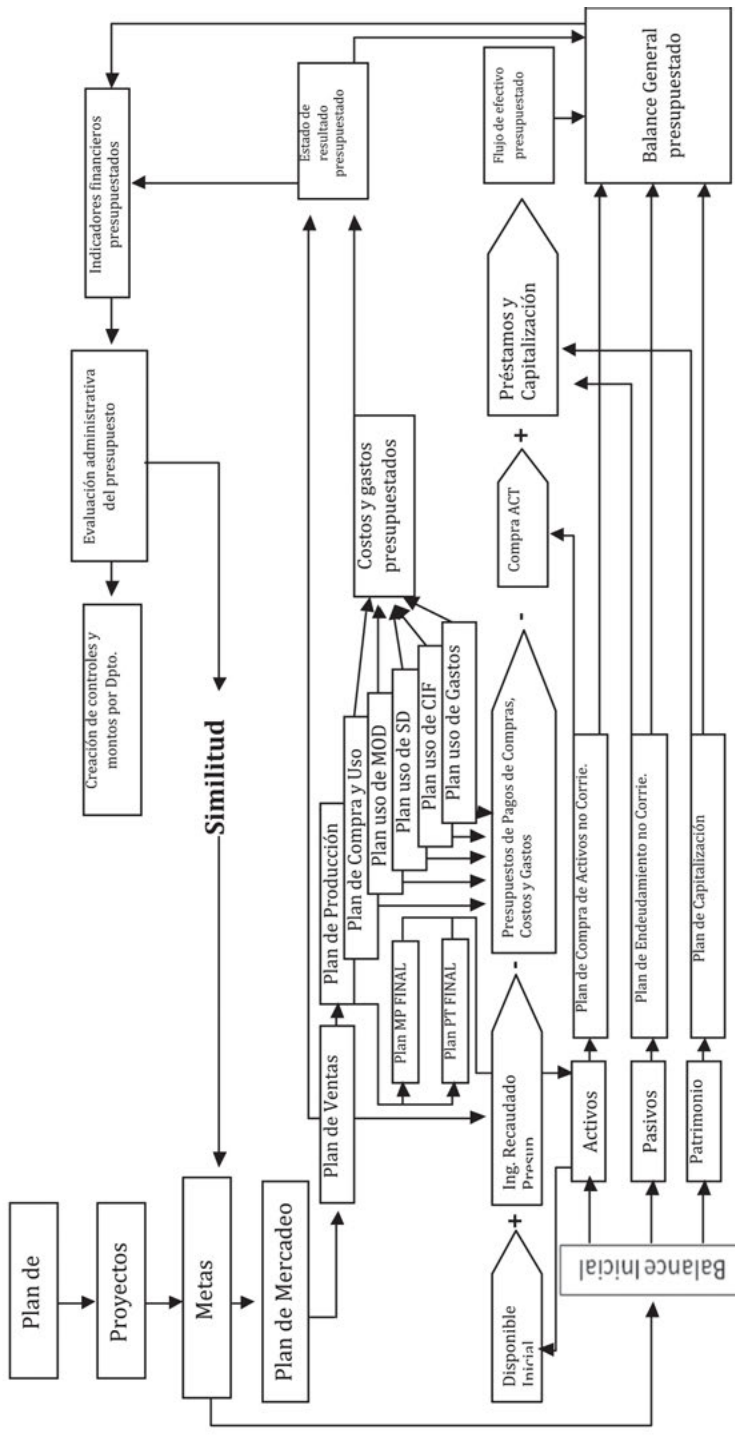 Plan de
Proyectos
Metas
Plan de Mercadeo
Similitud
Creación de controles y
montos por Dpto.
Evaluación administrativa
del presupuesto
Indicadores financieros
presupuestados
Plan de Ventas
Plan de Producción
Plan de Compra y Uso
Plan uso de MOD
Plan uso de SD
Plan uso de CIF
Plan uso de Gastos
Costos y gastos
presupuestados
Estado de
resultado
presupuestado
Plan MP FINAL
Plan PT FINAL
Disponible
Inicial
+
Ing. Recaudado
Presup
-
Presupuestos de Pagos de Compras,
Costos y Gastos
-
Compra ACT
+
Préstamos y
Capitalización
Flujo de efectivo
presupuestado
Balance Inicial
Activos
Plan de Compra de Activos no Corrie.
Pasivos
Plan de Endeudamiento no Corrie.
Patrimonio
Plan de Capitalización
Balance General
presupuestado